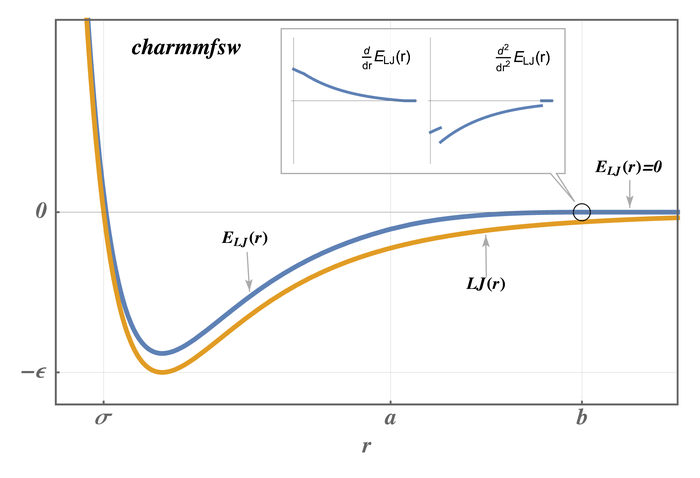 charmmfsw
d/dr E_LJ(r)
d²/dr² E_LJ(r)
E_LJ(r)=0
0
E_LJ(r)
LJ(r)
-ϵ
σ
a
b
r